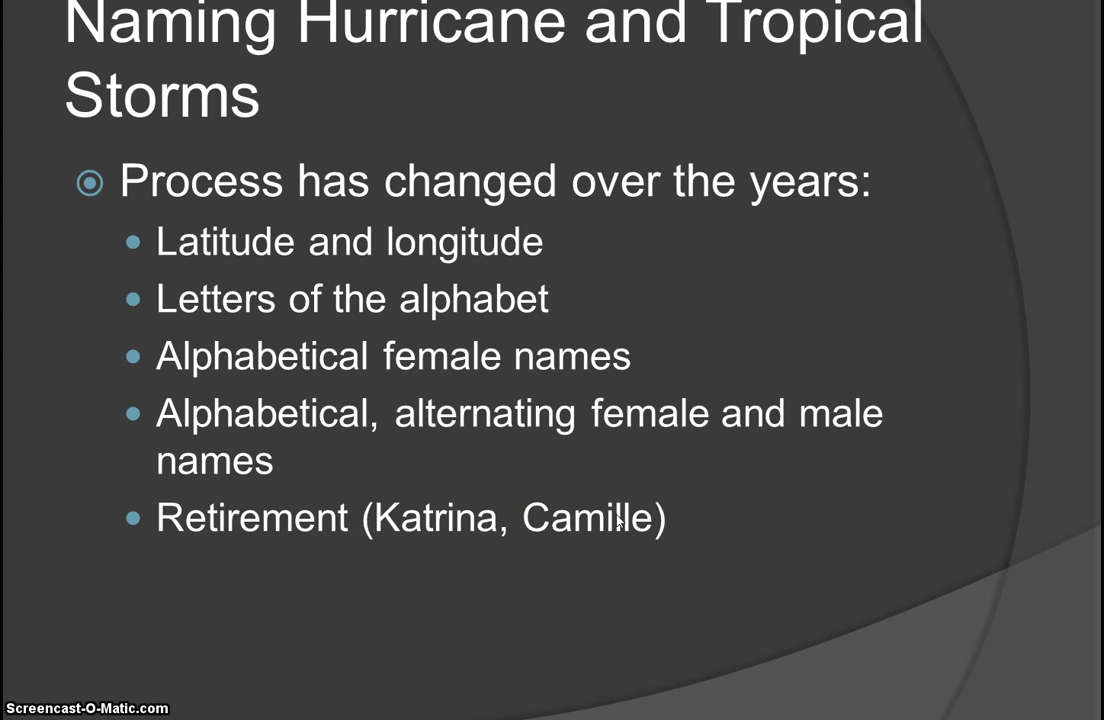 Naming Hurricane and Tropical
Storms
Process has changed over the years:
Latitude and longitude
Letters of the alphabet
Alphabetical female names
Alphabetical, alternating female and male
names
Retirement (Katrina, Camille)
Screencast-O-Matic.com